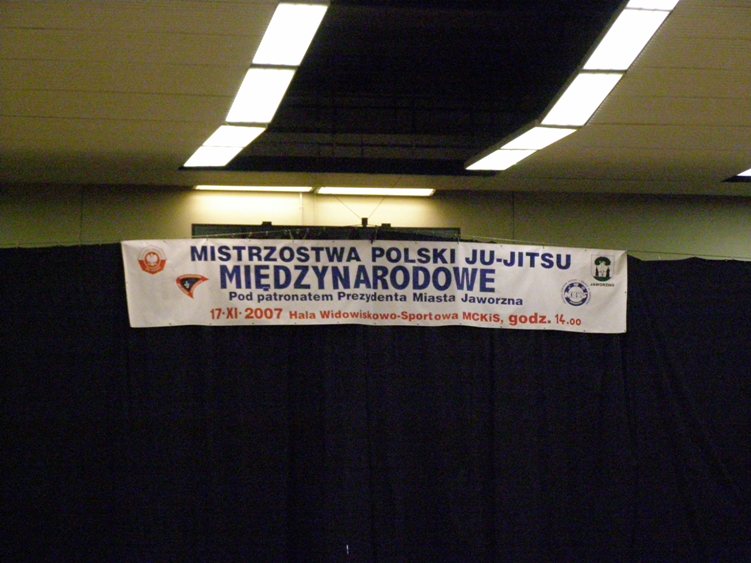 MISTRZOSTWA POLSKI JU-JITSU
MIĘDZYNARODOWE
Pod patronatem Prezydenta Miasta Jaworzna
17·XI·2007 Hala Widowiskowo-Sportowa MCKiS, godz. 14.00
JAWORZNO